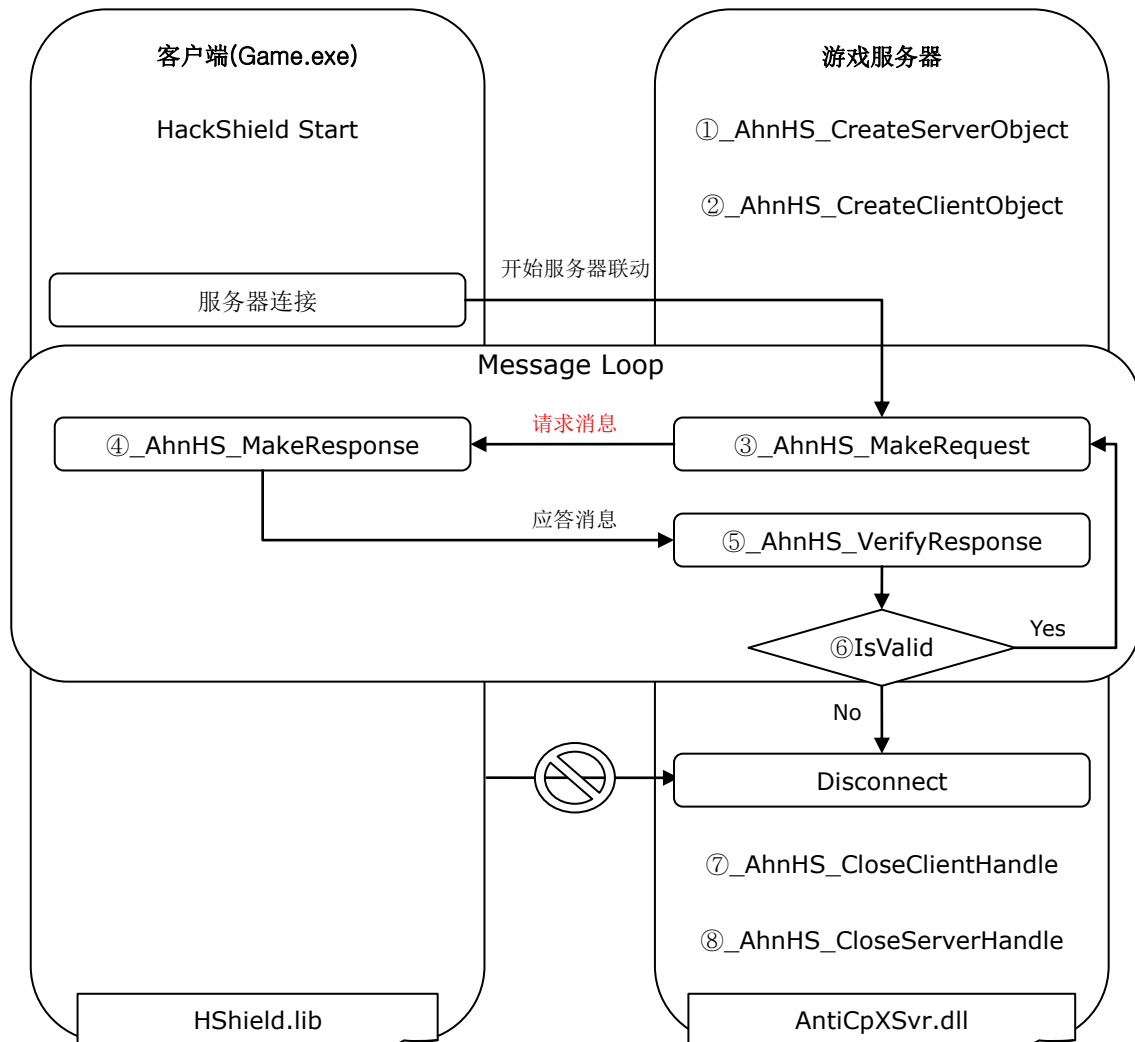 客户端(Game.exe)
游戏服务器
HackShield Start
①_AhnHS_CreateServerObject
②_AhnHS_CreateClientObject
开始服务器联动
服务器连接
Message Loop
请求消息
④_AhnHS_MakeResponse
③_AhnHS_MakeRequest
应答消息
⑤_AhnHS_VerifyResponse
⑥IsValid
Yes
No
Disconnect
⑦_AhnHS_CloseClientHandle
⑧_AhnHS_CloseServerHandle
HShield.lib
AntiCpXSvr.dll